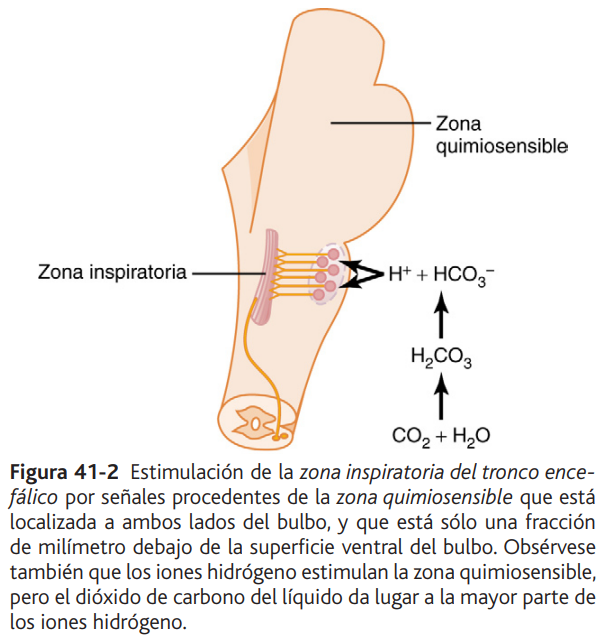 Zona
quimiosensible
Zona inspiratoria
H⁺ + HCO₃⁻
H₂CO₃
CO₂ + H₂O
Figura 41-2 Estimulación de la zona inspiratoria del tronco ence-
fálico por señales procedentes de la zona quimiosensible que está
localizada a ambos lados del bulbo, y que está sólo una fracción
de milímetro debajo de la superficie ventral del bulbo. Obsérvese
también que los iones hidrógeno estimulan la zona quimiosensible,
pero el dióxido de carbono del líquido da lugar a la mayor parte de
los iones hidrógeno.